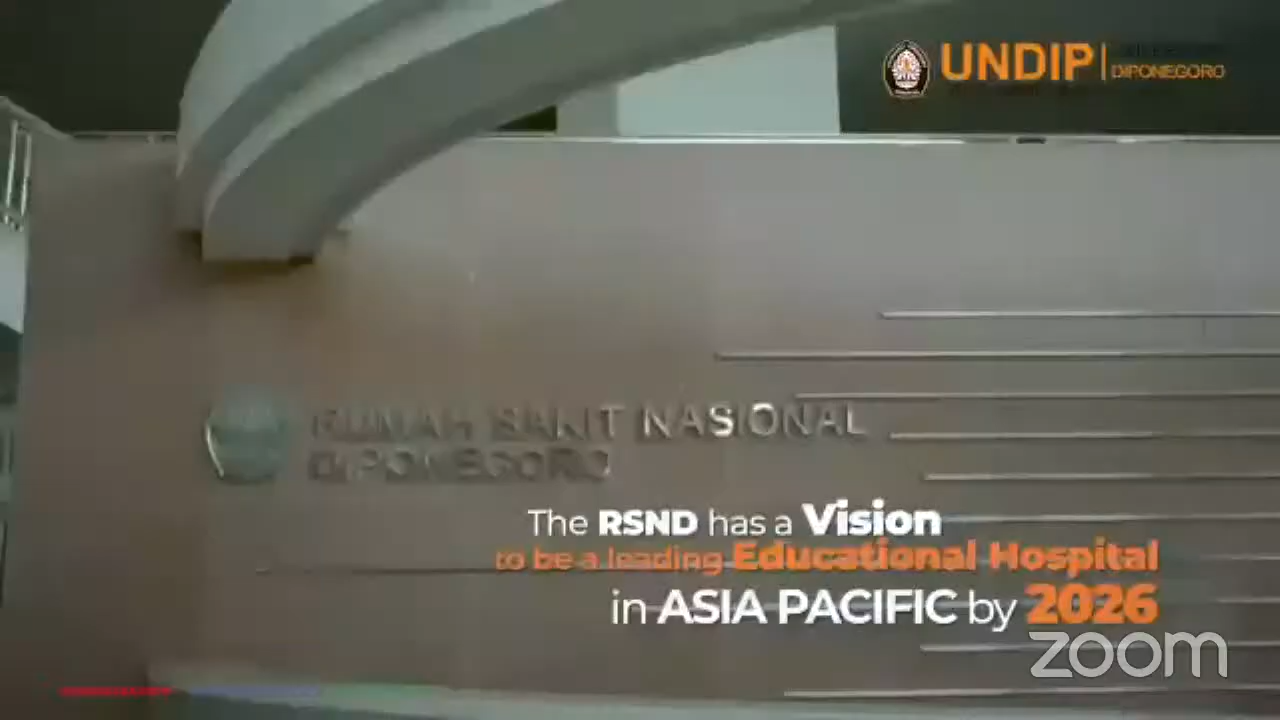 UNDIP
DIPONEGORO
RUMAH SAKIT NASIONAL
DIPONEGORO
The RSND has a Vision
to be a leading Educational Hospital
in ASIA PACIFIC by 2026
zoom